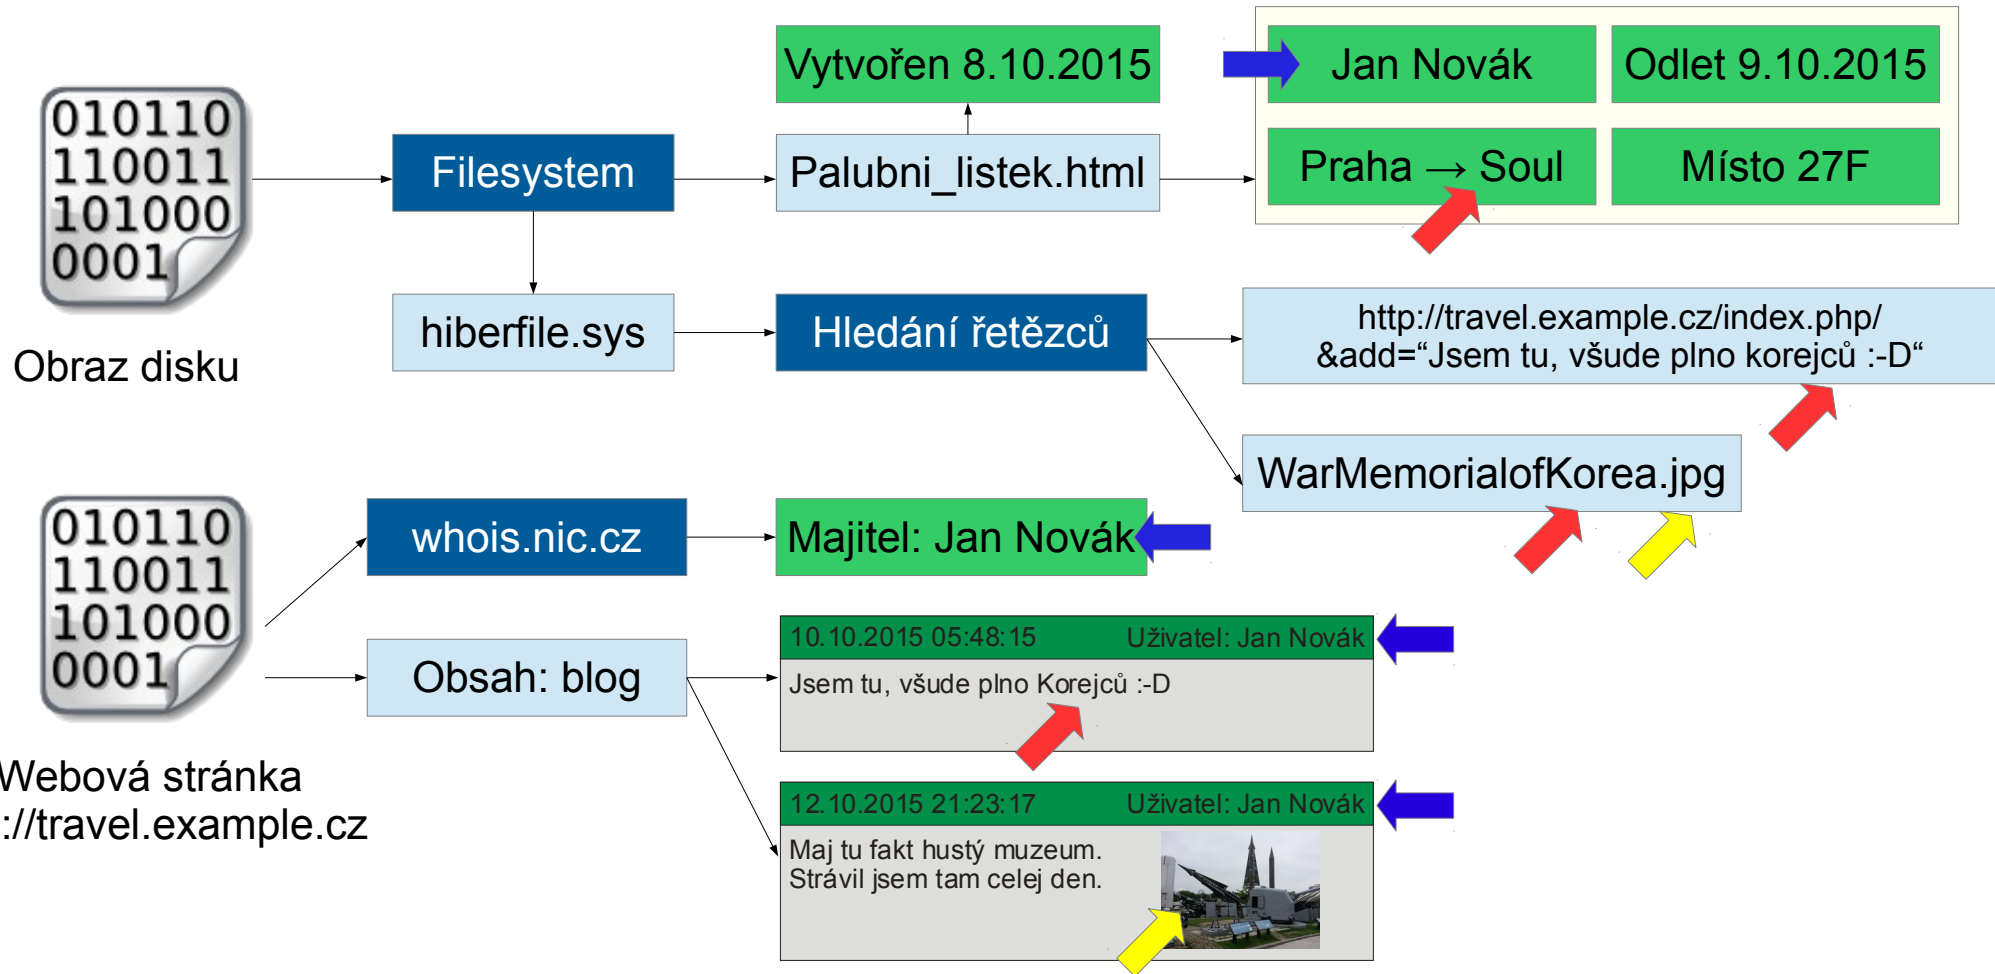 Vytvořen 8.10.2015
Jan Novák
Odlet 9.10.2015
010110
110011
101000
0001
Filesystem
Palubni_listek.html
Praha → Soul
Místo 27F
Obraz disku
hiberfile.sys
Hledání řetězců
http://travel.example.cz/index.php/
&add=“Jsem tu, všude plno korejců :-D“
WarMemorialofKorea.jpg
010110
110011
101000
0001
whois.nic.cz
Majitel: Jan Novák
Obsah: blog
10.10.2015 05:48:15 Uživatel: Jan Novák
Jsem tu, všude plno Korejců :-D
Webová stránka
://travel.example.cz
12.10.2015 21:23:17 Uživatel: Jan Novák
Maj tu fakt hustý muzeum.
Strávil jsem tam celej den.